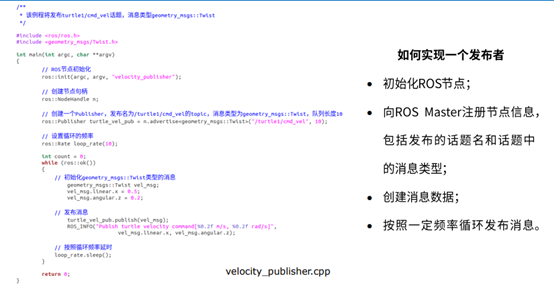 /**
* 该例程将发布turtle1/cmd_vel话题，消息类型geometry_msgs::Twist
*/
#include <ros/ros.h>
#include <geometry_msgs/Twist.h>
int main(int argc, char **argv)
{
// ROS节点初始化
ros::init(argc, argv, "velocity_publisher");
// 创建节点句柄
ros::NodeHandle n;
// 创建一个Publisher，发布名为/turtle1/cmd_vel的topic，消息类型为geometry_msgs::Twist，队列长度10
ros::Publisher turtle_vel_pub = n.advertise<geometry_msgs::Twist>("/turtle1/cmd_vel", 10);
// 设置循环的频率
ros::Rate loop_rate(10);
int count = 0;
while (ros::ok())
{
// 初始化geometry_msgs::Twist类型的消息
geometry_msgs::Twist vel_msg;
vel_msg.linear.x = 0.5;
vel_msg.angular.z = 0.2;
// 发布消息
turtle_vel_pub.publish(vel_msg);
ROS_INFO("Publsh turtle velocity command[%0.2f m/s, %0.2f rad/s]",
vel_msg.linear.x, vel_msg.angular.z);
// 按照循环频率延时
loop_rate.sleep();
}
return 0;
}
velocity_publisher.cpp
如何实现一个发布者
• 初始化ROS节点；
• 向ROS Master注册节点信息，
包括发布的话题名和话题中
的消息类型；
• 创建消息数据；
• 按照一定频率循环发布消息。